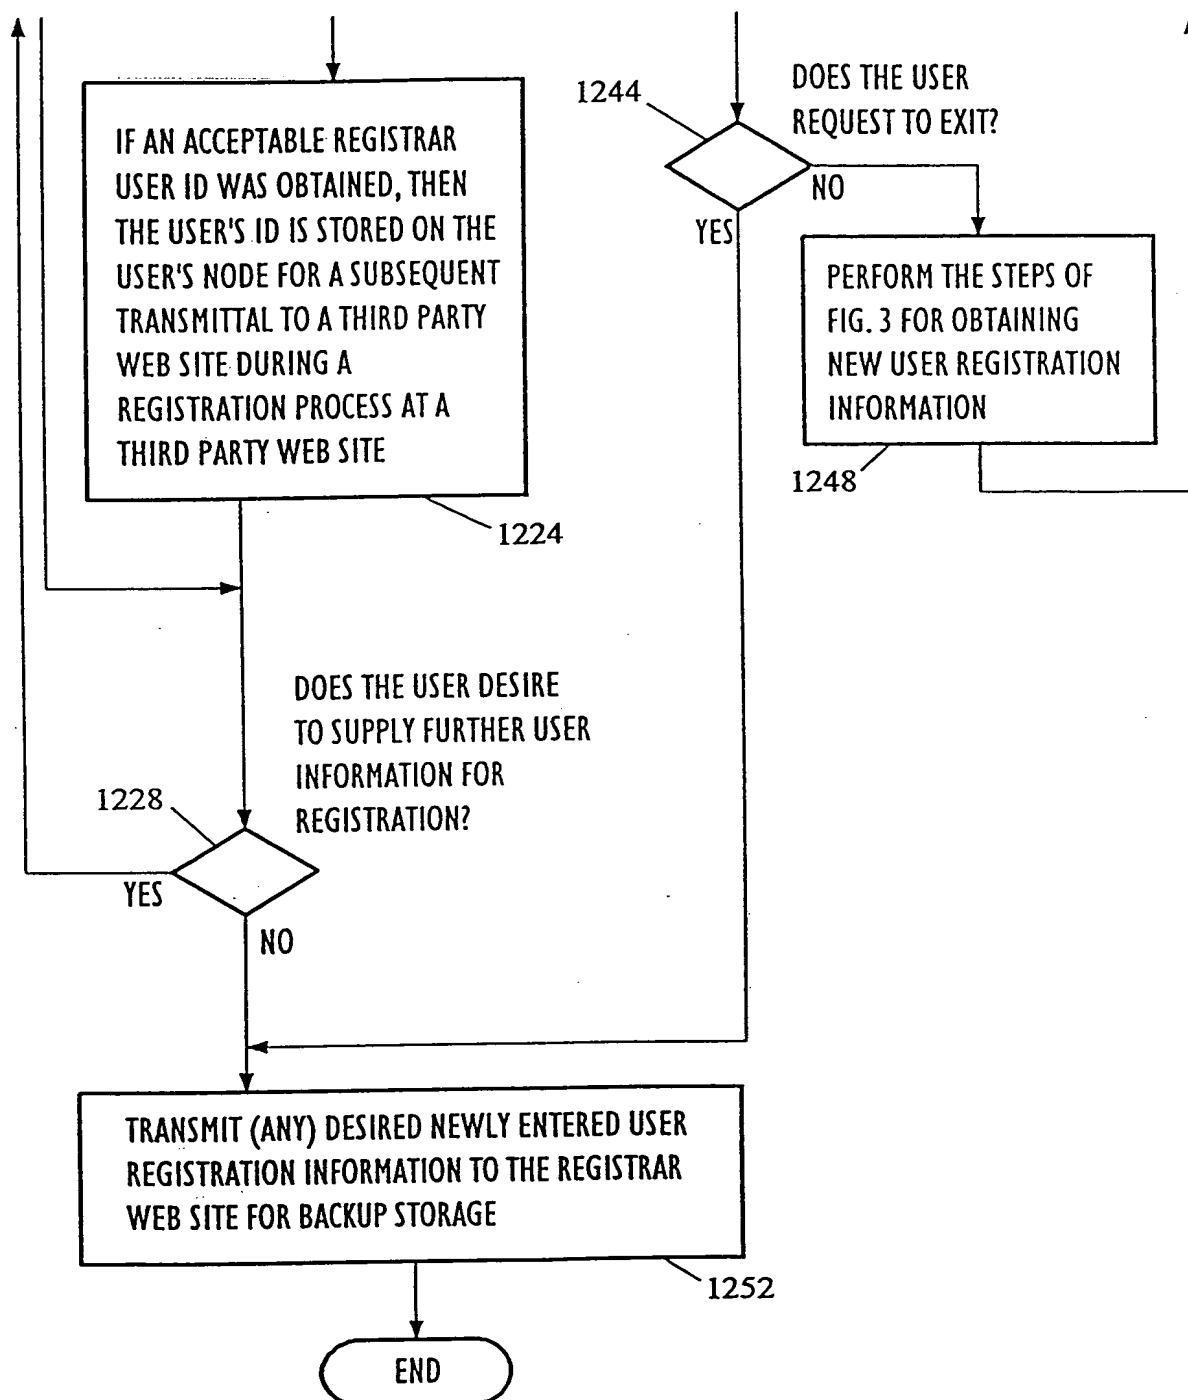 IF AN ACCEPTABLE REGISTRAR
USER ID WAS OBTAINED, THEN
THE USER'S ID IS STORED ON THE
USER'S NODE FOR A SUBSEQUENT
TRANSMITTAL TO A THIRD PARTY
WEB SITE DURING A
REGISTRATION PROCESS AT A
THIRD PARTY WEB SITE
1224
1244
DOES THE USER
REQUEST TO EXIT?
NO
YES
PERFORM THE STEPS OF
FIG. 3 FOR OBTAINING
NEW USER REGISTRATION
INFORMATION
1248
DOES THE USER DESIRE
TO SUPPLY FURTHER USER
INFORMATION FOR
REGISTRATION?
1228
YES
NO
TRANSMIT (ANY) DESIRED NEWLY ENTERED USER
REGISTRATION INFORMATION TO THE REGISTRAR
WEB SITE FOR BACKUP STORAGE
1252
END